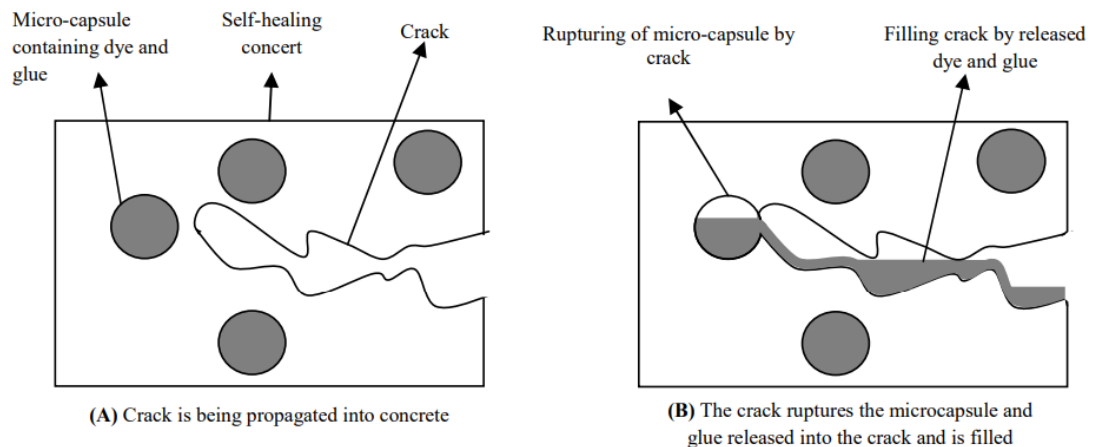 Micro-capsule
containing dye and
glue
Self-healing
concert
Crack
(A) Crack is being propagated into concrete
Rupturing of micro-capsule by
crack
Filling crack by released
dye and glue
(B) The crack ruptures the microcapsule and
glue released into the crack and is filled